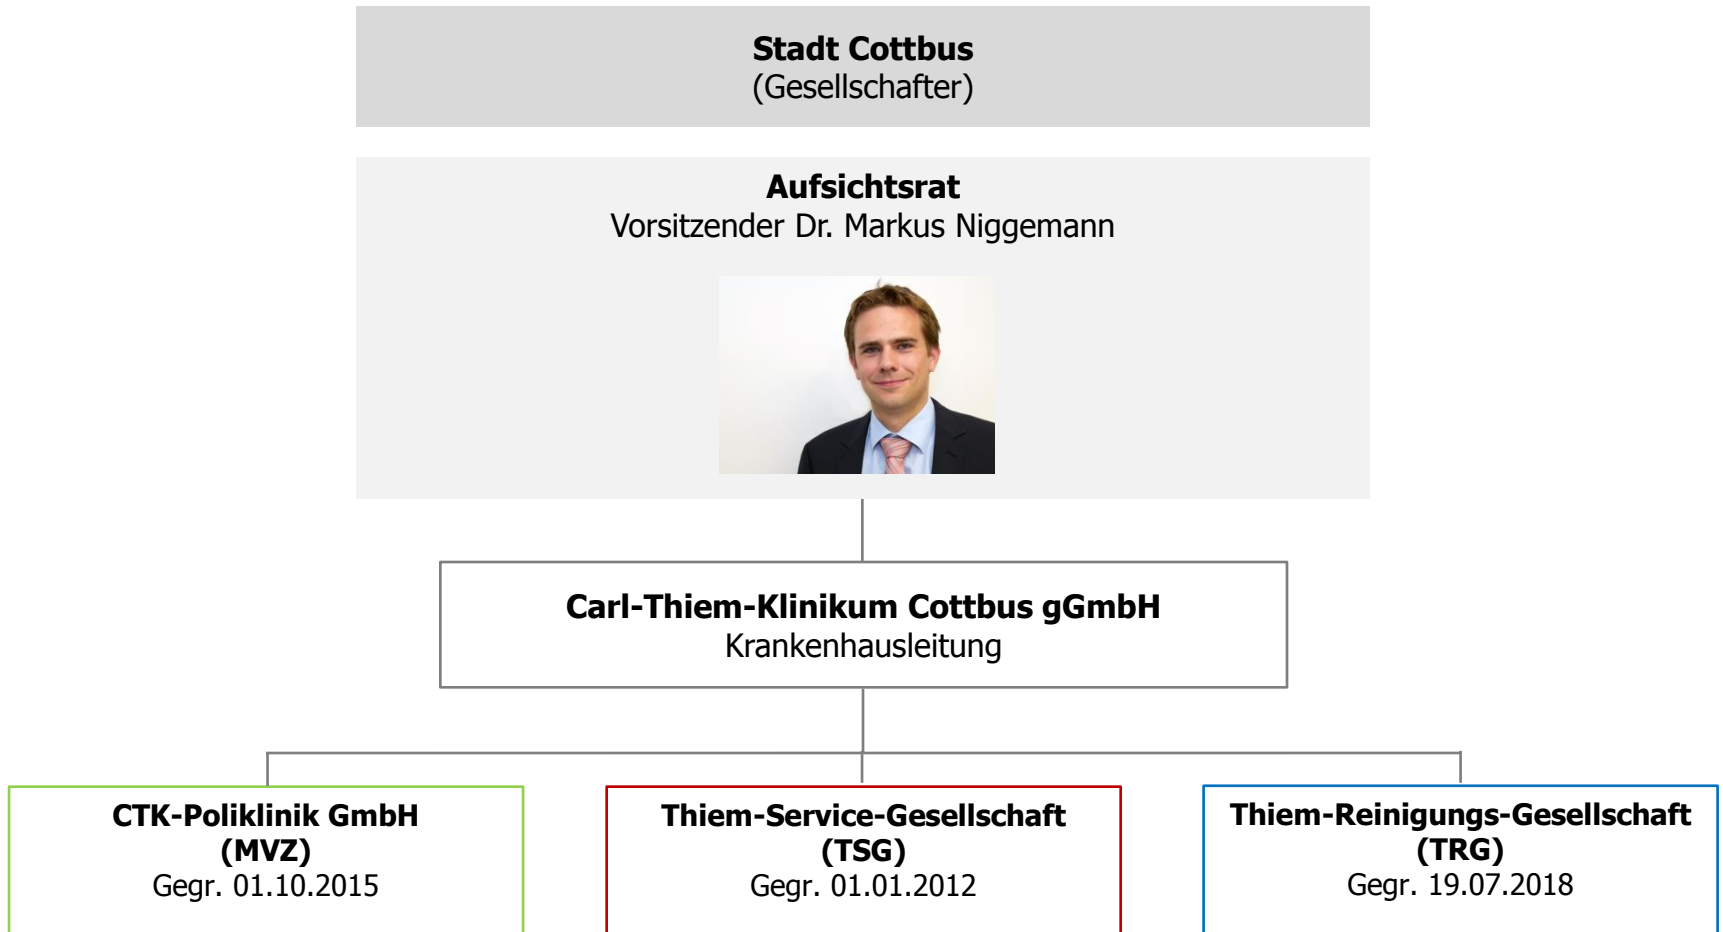 Stadt Cottbus
(Gesellschafter)
Aufsichtsrat
Vorsitzender Dr. Markus Niggemann
Carl-Thiem-Klinikum Cottbus gGmbH
Krankenhausleitung
CTK-Poliklinik GmbH
(MVZ)
Gegr. 01.10.2015
Thiem-Service-Gesellschaft
(TSG)
Gegr. 01.01.2012
Thiem-Reinigungs-Gesellschaft
(TRG)
Gegr. 19.07.2018